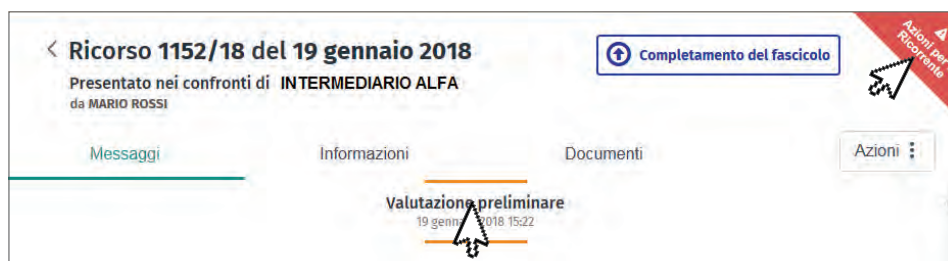 Ricorso 1152/18 del 19 gennaio 2018
Completamento del fascicolo
Azioni per
Ricorrente
Presentato nei confronti di INTERMEDIARIO ALFA
da MARIO ROSSI
Messaggi
Informazioni
Documenti
Azioni
Valutazione preliminare
19 2018 15:22